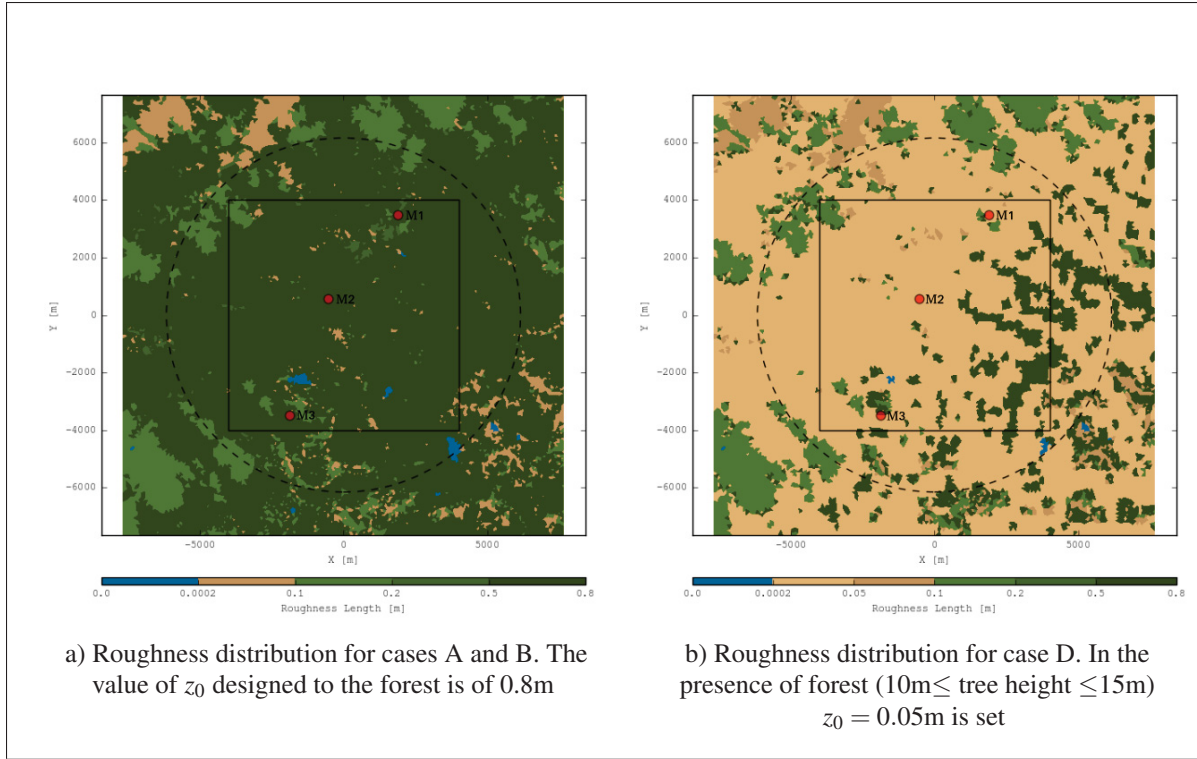 6000
4000
2000
0
-2000
-4000
-6000
Y [m]
M1
M2
M3
-5000 0 5000
X [m]
0.0 0.0002 0.1 0.2 0.5 0.8
Roughness Length [m]
a) Roughness distribution for cases A and B. The
value of z0 designed to the forest is of 0.8m
6000
4000
2000
0
-2000
-4000
-6000
Y [m]
M1
M2
M3
-5000 0 5000
X [m]
0.0 0.0002 0.05 0.1 0.2 0.5 0.8
Roughness Length [m]
b) Roughness distribution for case D. In the
presence of forest (10m≤ tree height ≤15m)
z0 = 0.05m is set